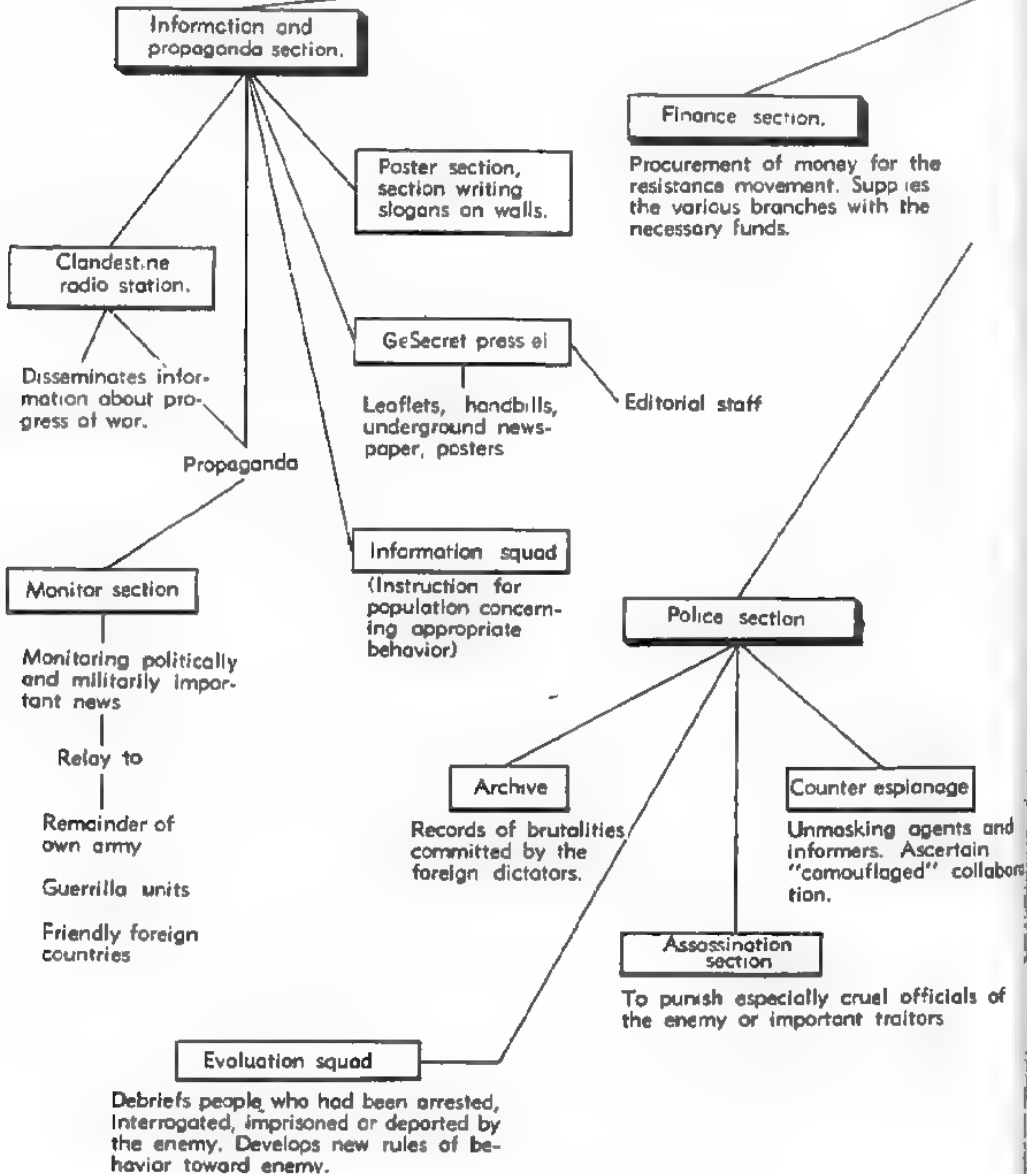 Information and
propaganda section.
Finance section.
Procurement of money for the
resistance movement. Supplies
the various branches with the
necessary funds.
Poster section,
section writing
slogans on walls.
Clandestine
radio station.
Disseminates infor-
mation about pro-
gress of war.
GeSecret press ei
Leaflets, handbills,
underground news-
paper, posters
Editorial staff
Propaganda
Information squad
(Instruction for
population concern-
ing appropriate
behavior)
Monitor section
Monitoring politically
and militarily impor-
tant news
Relay to
Remainder of
own army
Guerrilla units
Friendly foreign
countries
Police section
Archive
Records of brutalities
committed by the
foreign dictators.
Counter espionage
Unmasking agents and
informers. Ascertain
"camouflaged" collabora
tion.
Assassination
section
To punish especially cruel officials of
the enemy or important traitors
Evaluation squad
Debriefs people who had been arrested,
interrogated, imprisoned or deported by
the enemy. Develops new rules of be-
havior toward enemy.